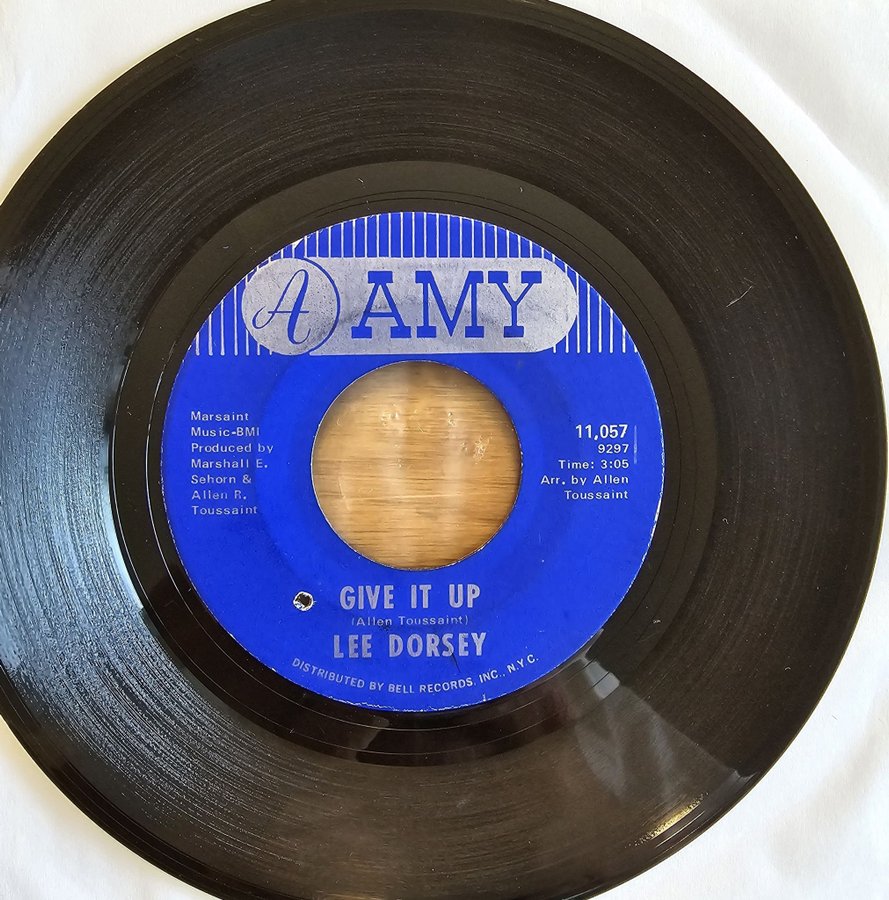 A AMY
Marsaint
Music-BMI
Produced by
Marshall E.
Sehorn &
Allen R.
Toussaint
11,057
9297
Time: 3:05
Arr. by Allen
Toussaint
GIVE IT UP
(Allen Toussaint)
LEE DORSEY
DISTRIBUTED BY BELL RECORDS, INC., N.Y.C.